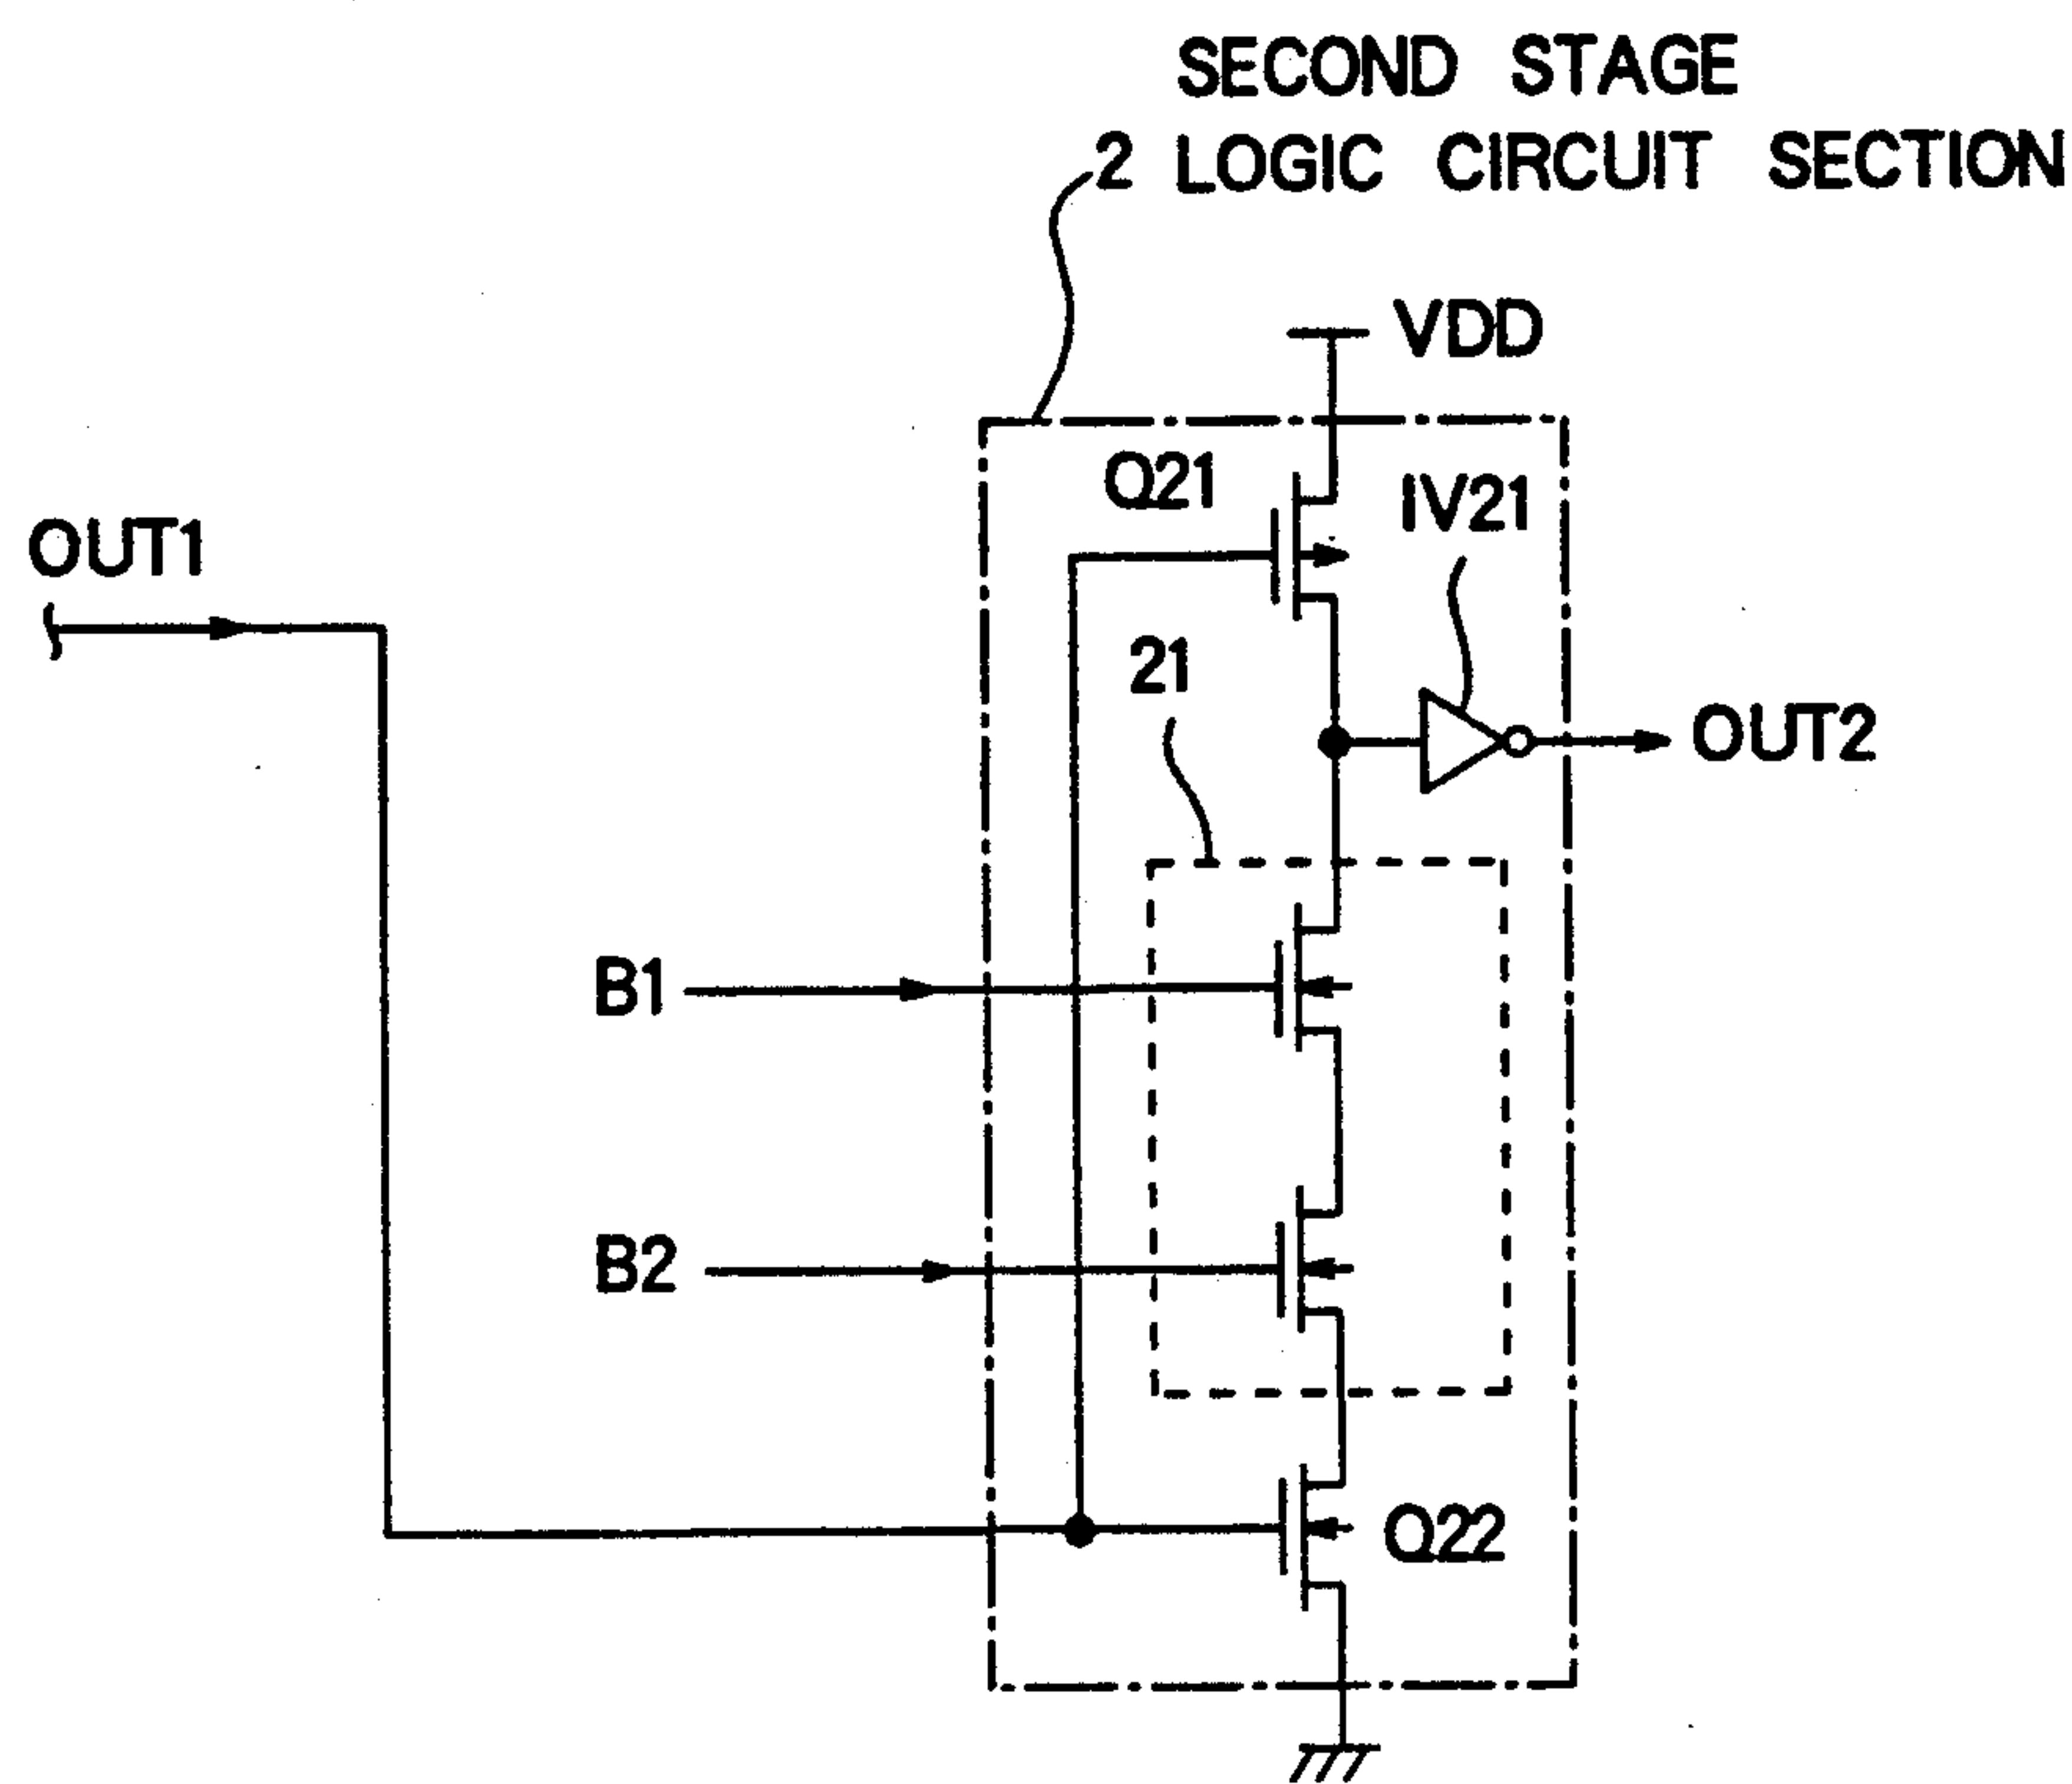 SECOND STAGE
2 LOGIC CIRCUIT SECTION
VDD
Q21
IV21
OUT1
21
OUT2
B1
B2
Q22